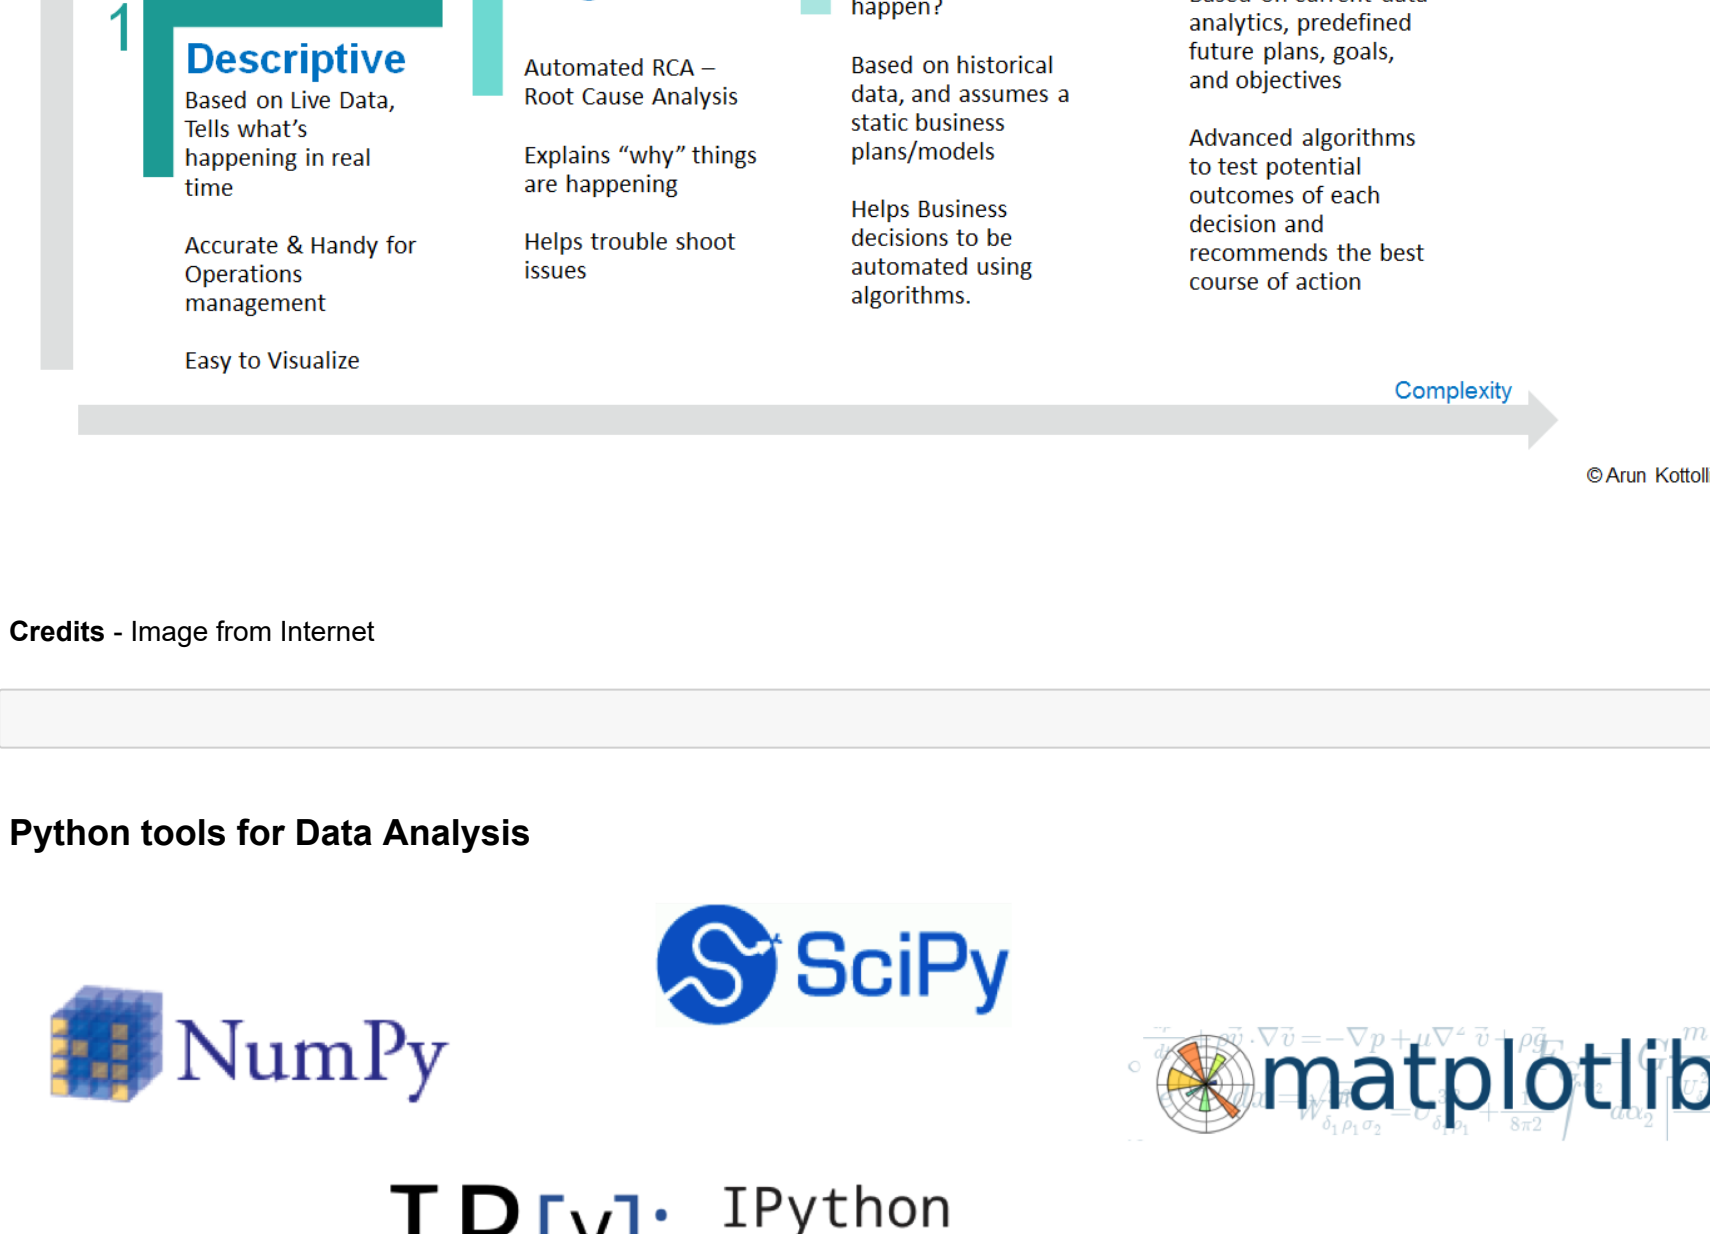 1
Descriptive
Based on Live Data,
Tells what's
happening in real
time
Accurate & Handy for
Operations
management
Easy to Visualize
Automated RCA –
Root Cause Analysis
Explains “why” things
are happening
Helps trouble shoot
issues
happen?
Based on historical
data, and assumes a
static business
plans/models
Helps Business
decisions to be
automated using
algorithms.
analytics, predefined
future plans, goals,
and objectives
Advanced algorithms
to test potential
outcomes of each
decision and
recommends the best
course of action
Complexity
© Arun Kottoll
Credits - Image from Internet
Python tools for Data Analysis
SciPy
NumPy
matplotlib
IP[y]:
IPython